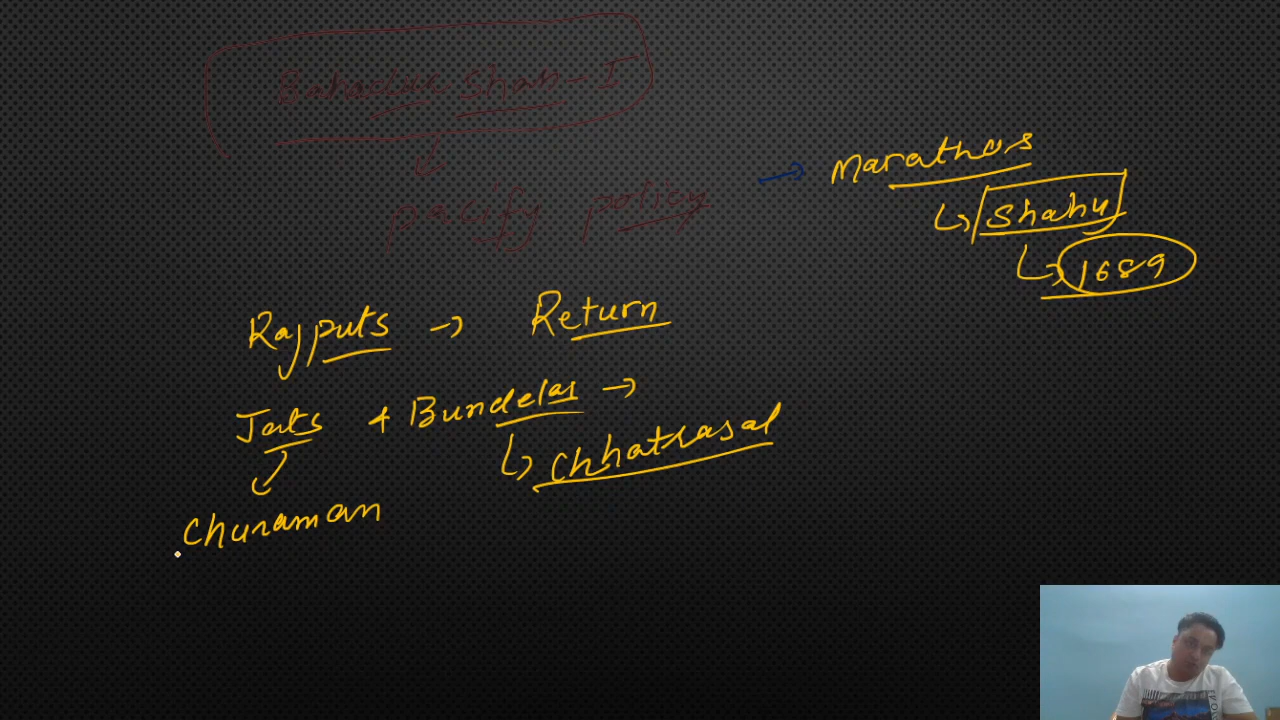 Bahadur Shah - I
↓
pacify policy → Marathas
↳ Shahu
↳ 1689
Rajputs → Return
Jats + Bundelas →
↳ Chhatrasal
Churaman